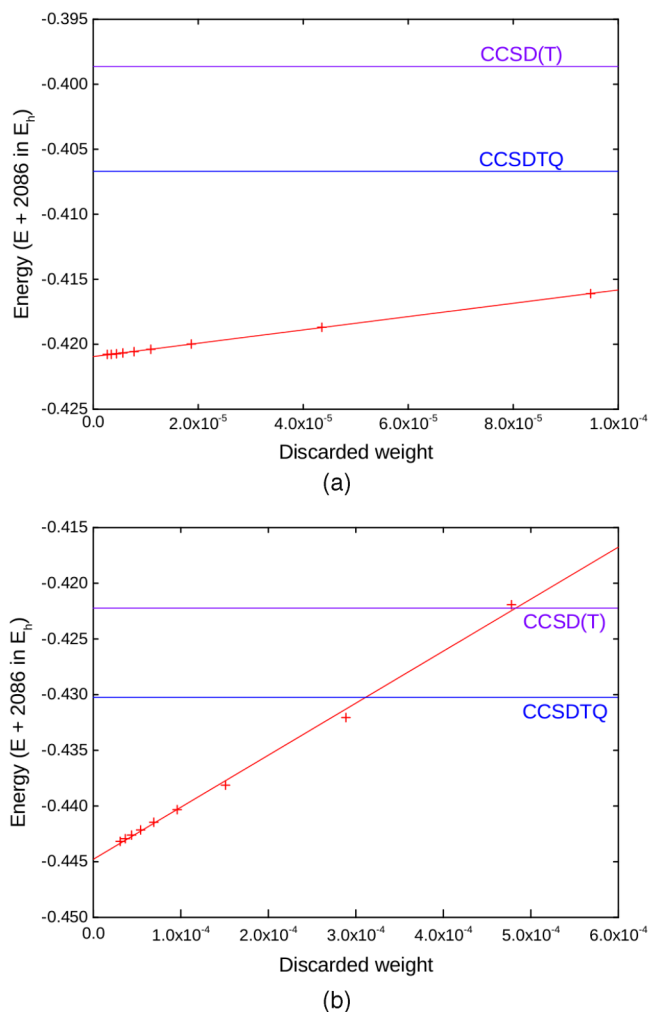 -0.395
CCSD(T)
-0.400
CCSDTQ
-0.405
-0.410
-0.415
-0.420
-0.425
Energy (E + 2086 in Eh)
0.0 2.0x10-5 4.0x10-5 6.0x10-5 8.0x10-5 1.0x10-4
Discarded weight
(a)
-0.415
-0.420
CCSD(T)
-0.425
-0.430
CCSDTQ
-0.435
-0.440
-0.445
-0.450
Energy (E + 2086 in Eh)
0.0 1.0x10-4 2.0x10-4 3.0x10-4 4.0x10-4 5.0x10-4 6.0x10-4
Discarded weight
(b)